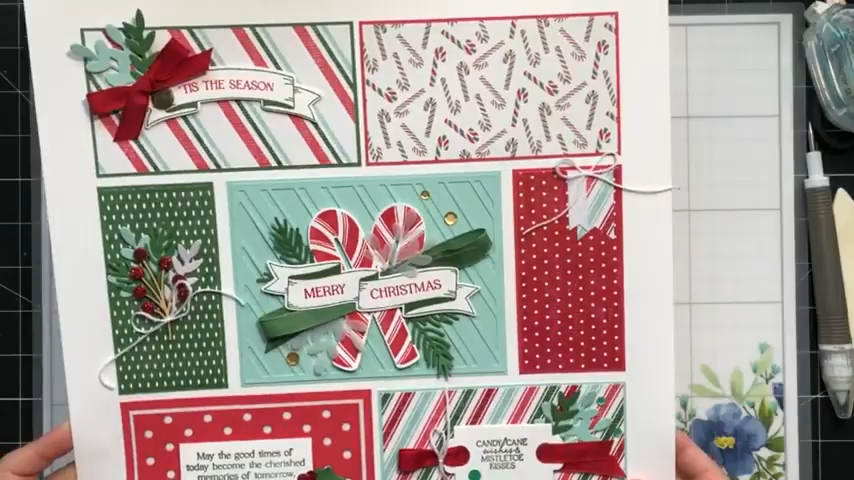 'TIS THE SEASON
MERRY CHRISTMAS
May the good times of
today become the cherished
memories of tomorrow.
CANDY CANE
wishes &
MISTLETOE
KISSES